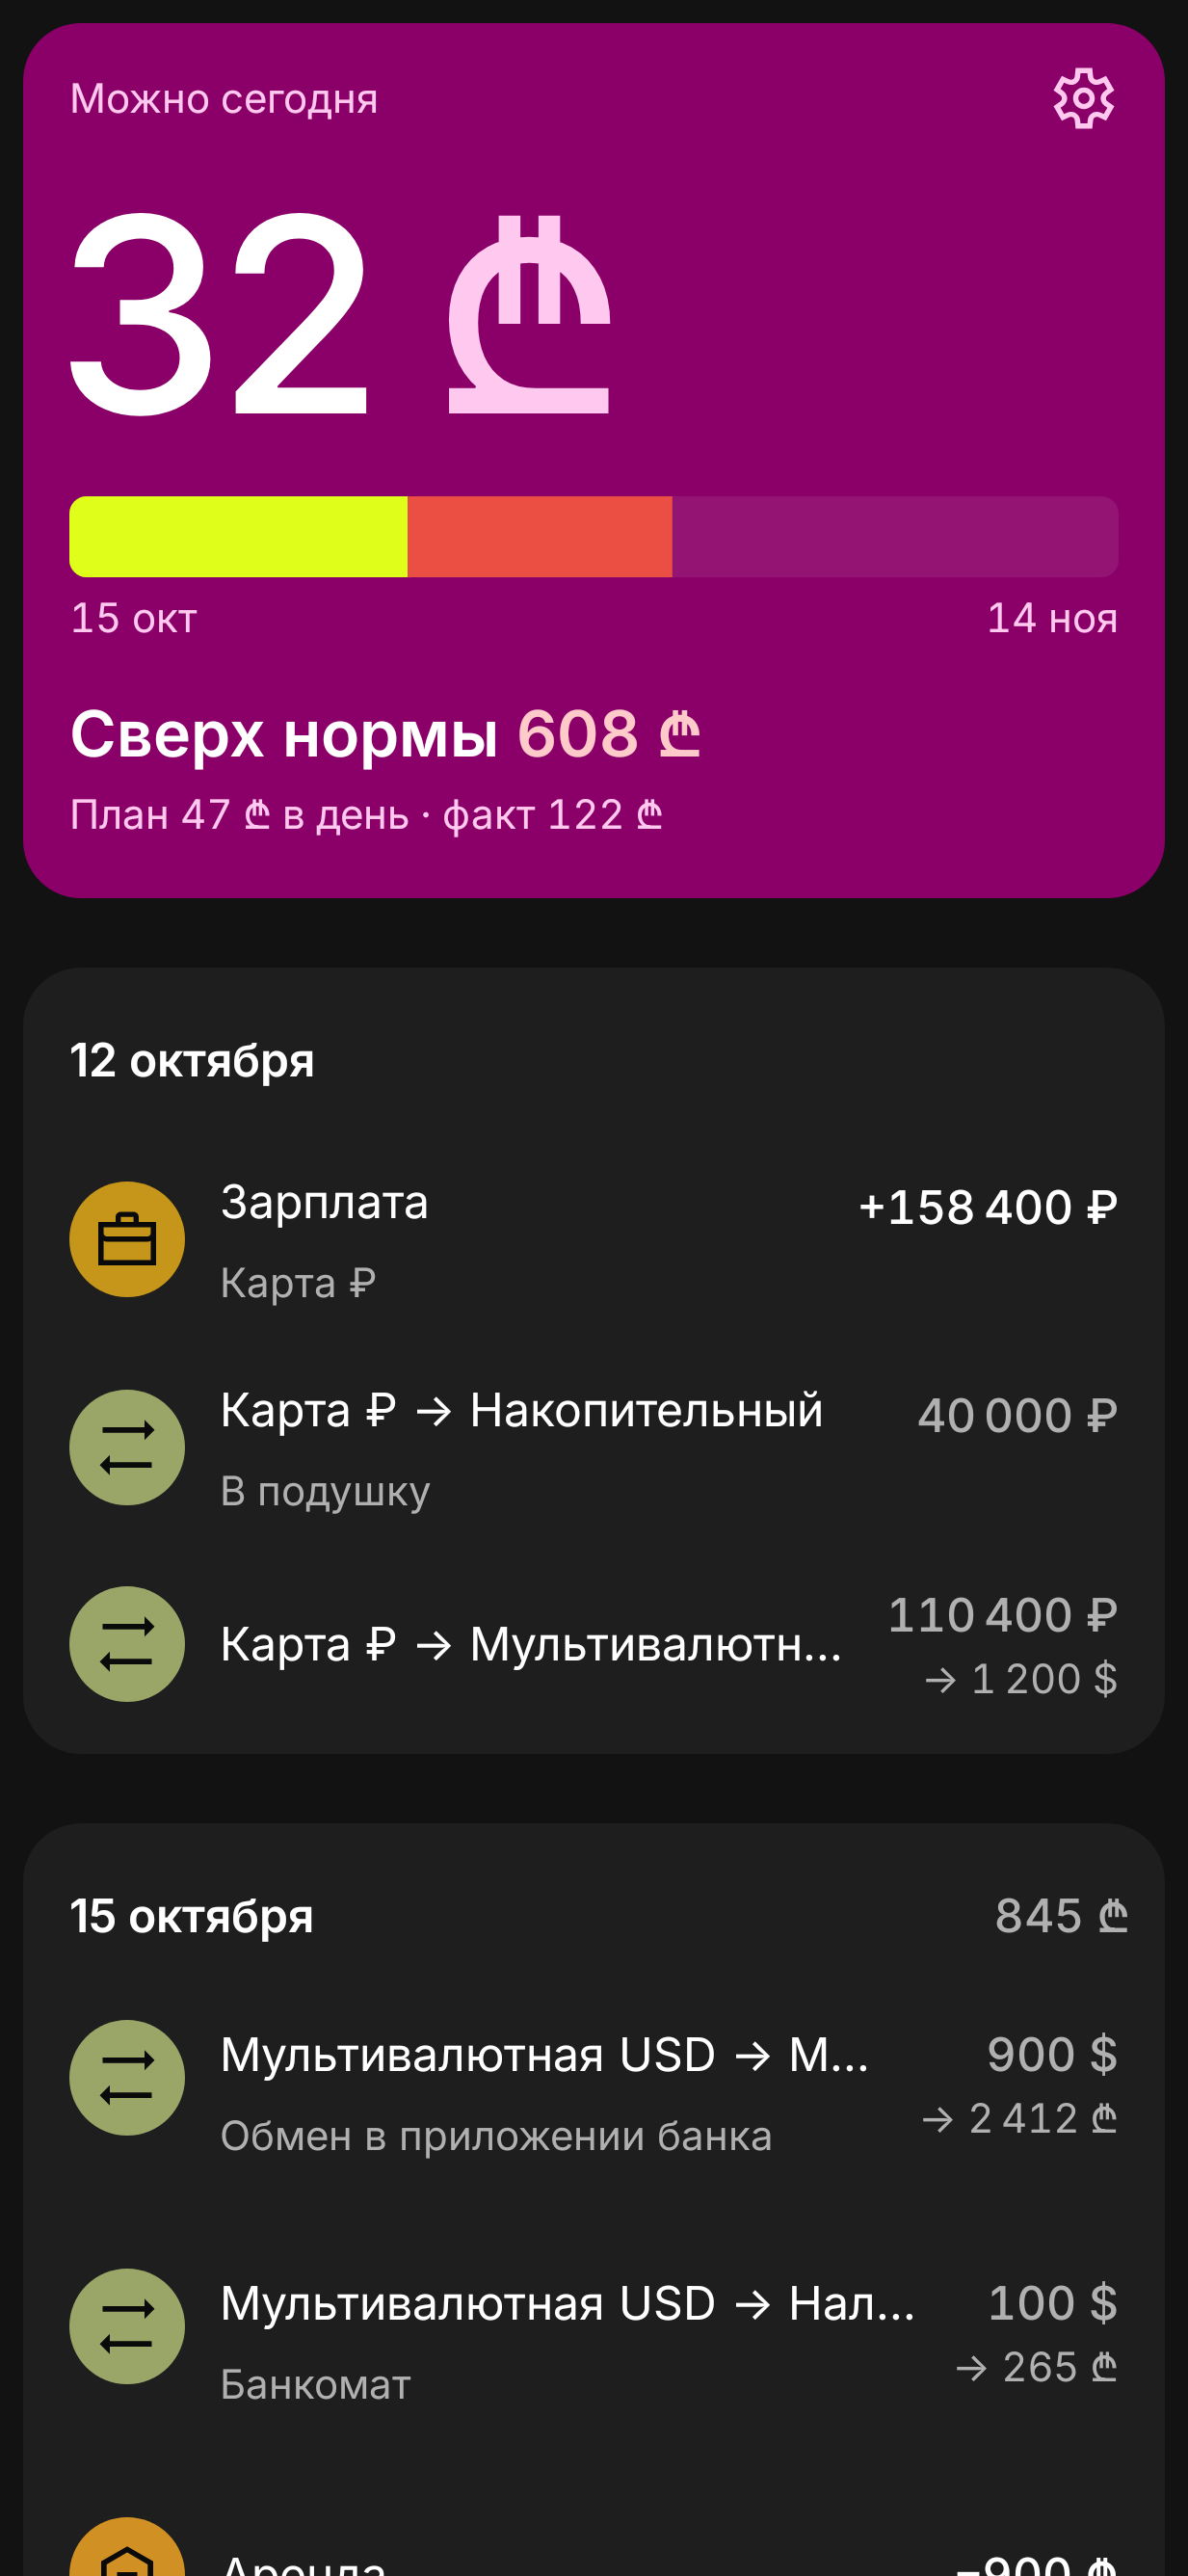 Можно сегодня
32 ₾
15 окт
14 ноя
Сверх нормы 608 ₾
План 47 ₾ в день · факт 122 ₾
12 октября
Зарплата
+158 400 ₽
Карта ₽
Карта ₽ → Накопительный
40 000 ₽
В подушку
Карта ₽ → Мультивалютн...
110 400 ₽
→ 1 200 $
15 октября
845 ₾
Мультивалютная USD → М...
900 $
→ 2 412 ₾
Обмен в приложении банка
Мультивалютная USD → Нал...
100 $
→ 265 ₾
Банкомат
Аренда
−900 ₾